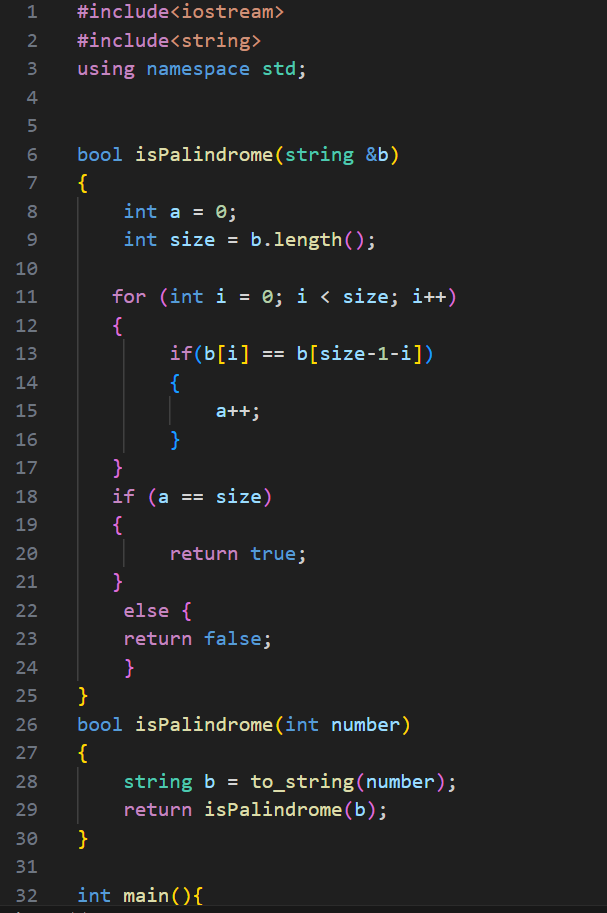 1 #include<iostream>
2 #include<string>
3 using namespace std;
4
5
6 bool isPalindrome(string &b)
7 {
8 int a = 0;
9 int size = b.length();
10
11 for (int i = 0; i < size; i++)
12 {
13 if(b[i] == b[size-1-i])
14 {
15 a++;
16 }
17 }
18 if (a == size)
19 {
20 return true;
21 }
22 else {
23 return false;
24 }
25 }
26 bool isPalindrome(int number)
27 {
28 string b = to_string(number);
29 return isPalindrome(b);
30 }
31
32 int main(){